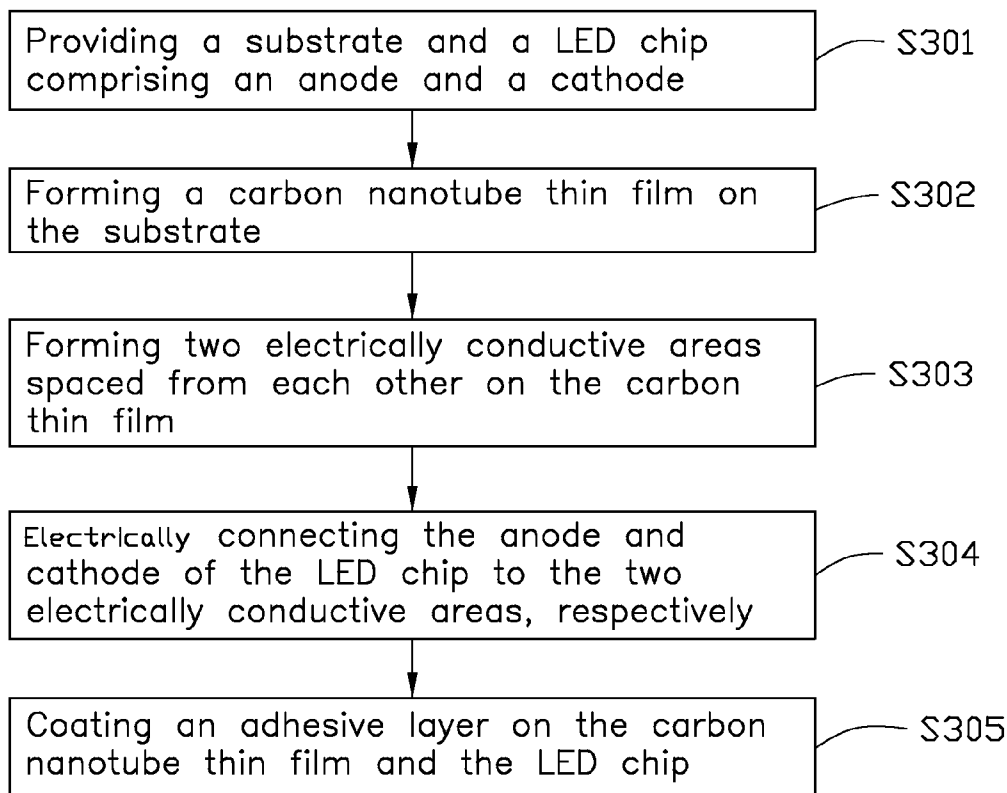 Providing a substrate and a LED chip
comprising an anode and a cathode
S301
Forming a carbon nanotube thin film on
the substrate
S302
Forming two electrically conductive areas
spaced from each other on the carbon
thin film
S303
Electrically connecting the anode and
cathode of the LED chip to the two
electrically conductive areas, respectively
S304
Coating an adhesive layer on the carbon
nanotube thin film and the LED chip
S305